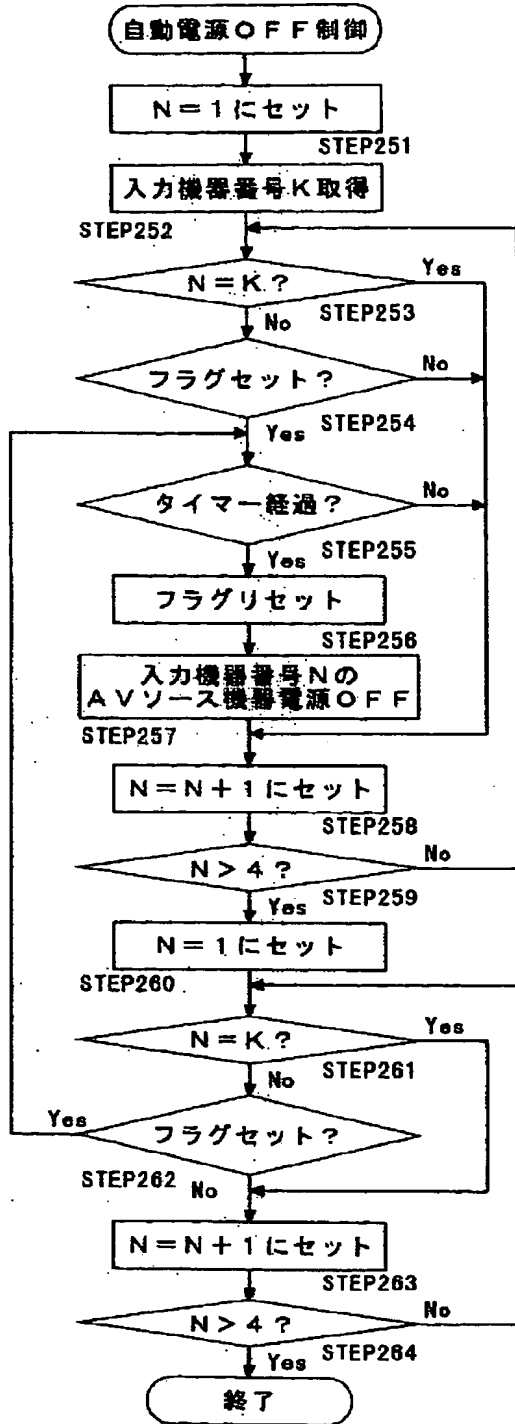 自動電源OFF制御
N=1にセット
STEP251
入力機器番号K取得
STEP252
N=K?
Yes
STEP253
No
フラグセット?
No
STEP254
Yes
タイマー経過?
No
STEP255
Yes
フラグリセット
STEP256
入力機器番号Nの
AVソース機器電源OFF
STEP257
N=N+1にセット
STEP258
N>4?
No
STEP259
Yes
N=1にセット
STEP260
N=K?
Yes
STEP261
No
Yes
フラグセット?
STEP262
No
N=N+1にセット
STEP263
N>4?
No
STEP264
Yes
終了